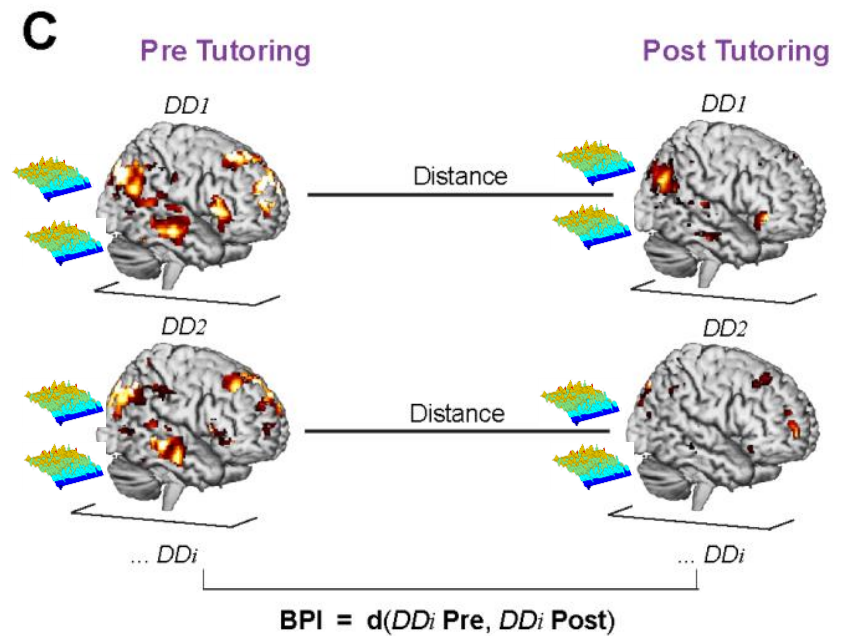 C
Pre Tutoring
Post Tutoring
DD1
DD1
Distance
DD2
DD2
Distance
... DDi
... DDi
BPI = d(DDi Pre, DDi Post)